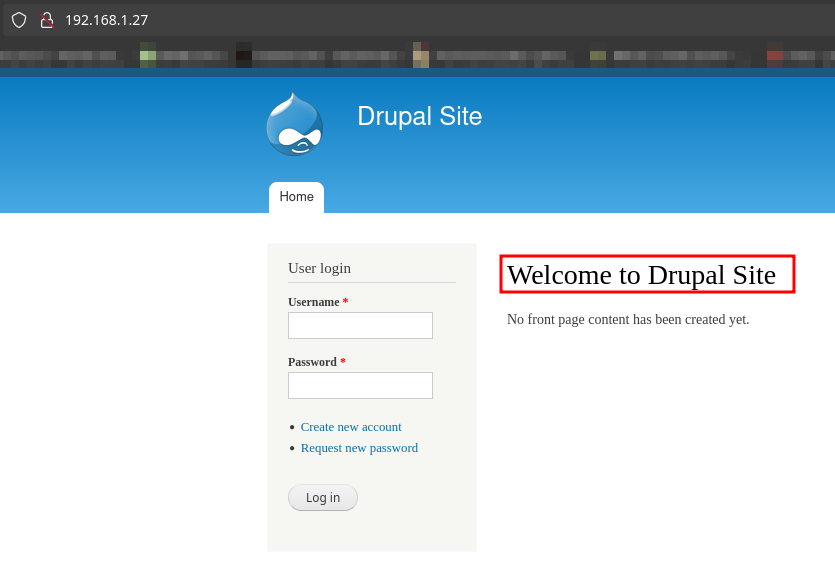 192.168.1.27
Drupal Site
Home
User login
Username *
Password *
Create new account
Request new password
Log in
Welcome to Drupal Site
No front page content has been created yet.